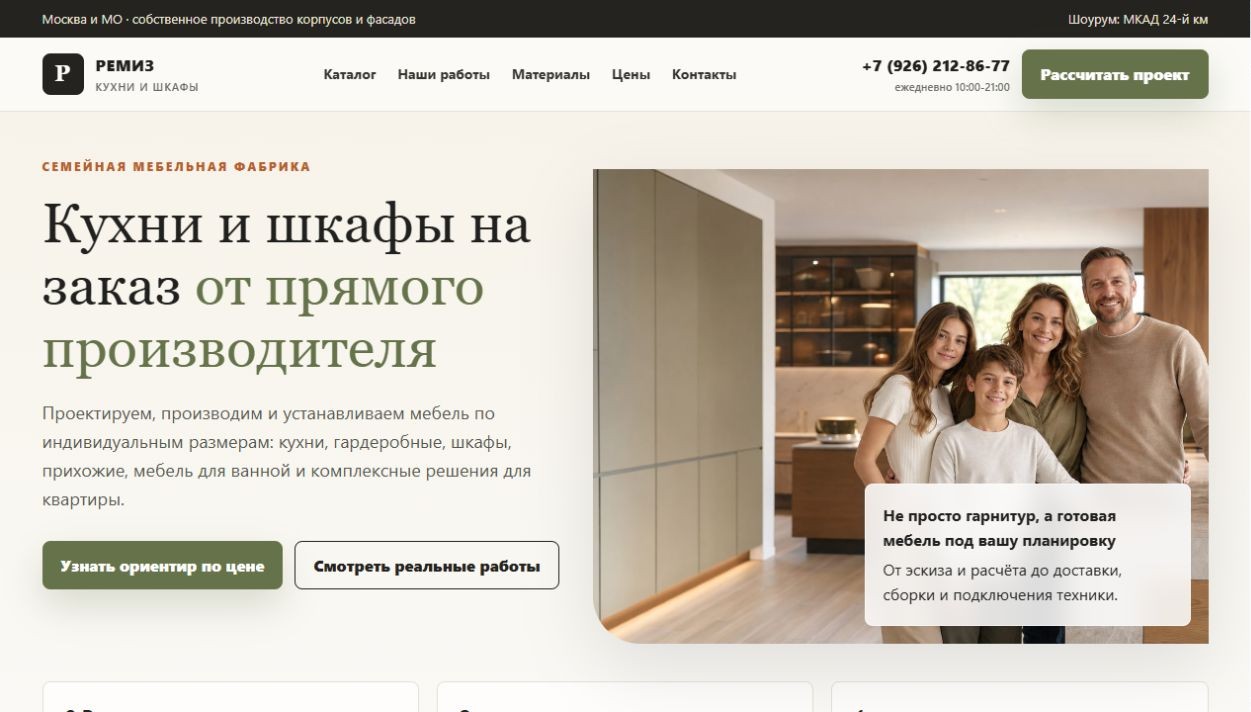 Москва и МО · собственное производство корпусов и фасадов
Шоурум: МКАД 24-й км
Р
РЕМИЗ
КУХНИ И ШКАФЫ
Каталог
Наши работы
Материалы
Цены
Контакты
+7 (926) 212-86-77
ежедневно 10:00-21:00
Рассчитать проект
СЕМЕЙНАЯ МЕБЕЛЬНАЯ ФАБРИКА
Кухни и шкафы на
заказ от прямого
производителя
Проектируем, производим и устанавливаем мебель по
индивидуальным размерам: кухни, гардеробные, шкафы,
прихожие, мебель для ванной и комплексные решения для
квартиры.
Узнать ориентир по цене
Смотреть реальные работы
Не просто гарнитур, а готовая
мебель под вашу планировку
От эскиза и расчёта до доставки,
сборки и подключения техники.